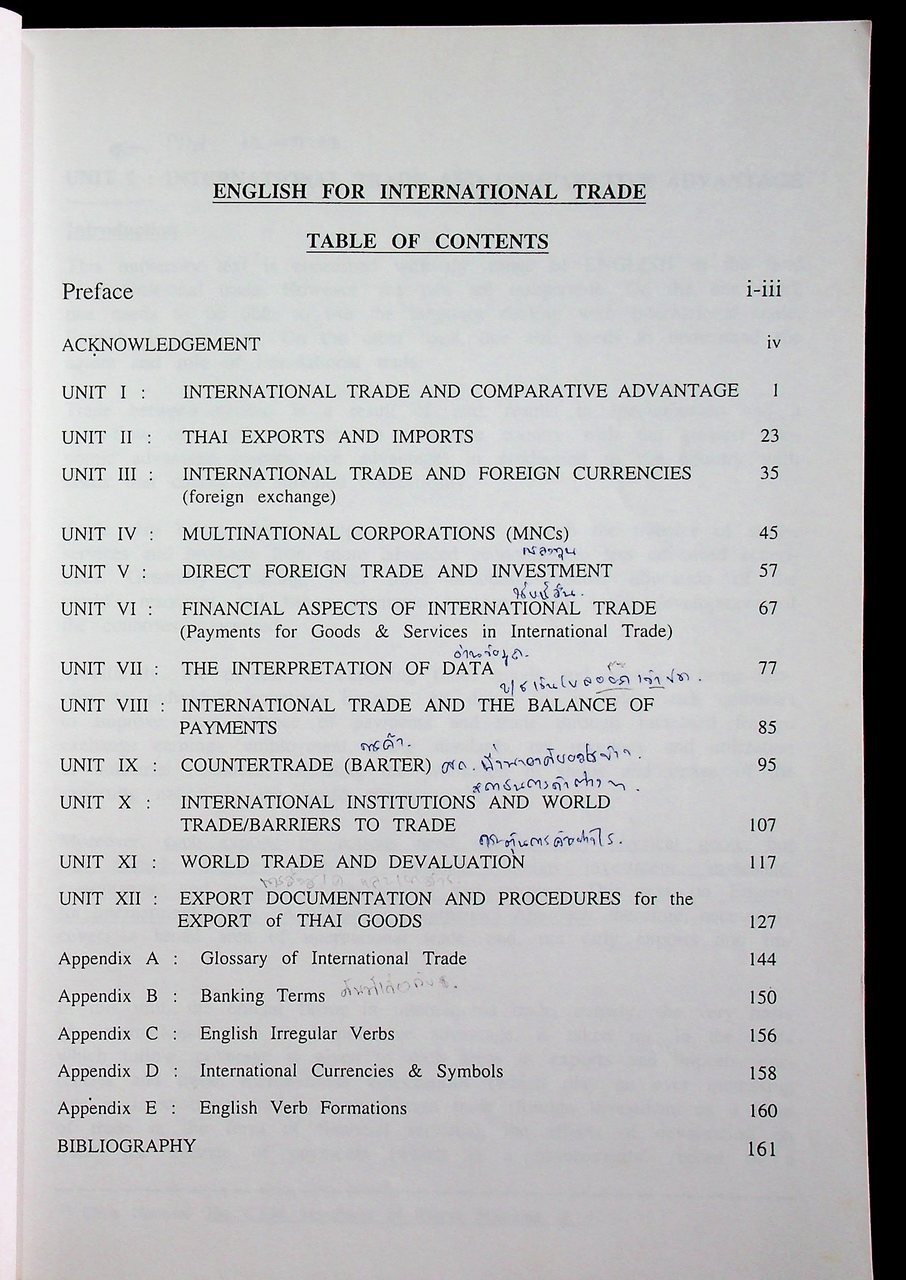 ENGLISH FOR INTERNATIONAL TRADE
TABLE OF CONTENTS
Preface i-iii
ACKNOWLEDGEMENT iv
UNIT I : INTERNATIONAL TRADE AND COMPARATIVE ADVANTAGE 1
UNIT II : THAI EXPORTS AND IMPORTS 23
UNIT III : INTERNATIONAL TRADE AND FOREIGN CURRENCIES 35
(foreign exchange)
UNIT IV : MULTINATIONAL CORPORATIONS (MNCs) 45
UNIT V : DIRECT FOREIGN TRADE AND INVESTMENT 57
UNIT VI : FINANCIAL ASPECTS OF INTERNATIONAL TRADE 67
(Payments for Goods & Services in International Trade)
UNIT VII : THE INTERPRETATION OF DATA 77
UNIT VIII : INTERNATIONAL TRADE AND THE BALANCE OF
PAYMENTS 85
UNIT IX : COUNTERTRADE (BARTER) 95
UNIT X : INTERNATIONAL INSTITUTIONS AND WORLD
TRADE/BARRIERS TO TRADE 107
UNIT XI : WORLD TRADE AND DEVALUATION 117
UNIT XII : EXPORT DOCUMENTATION AND PROCEDURES for the
EXPORT of THAI GOODS 127
Appendix A : Glossary of International Trade 144
Appendix B : Banking Terms 150
Appendix C : English Irregular Verbs 156
Appendix D : International Currencies & Symbols 158
Appendix E : English Verb Formations 160
BIBLIOGRAPHY 161